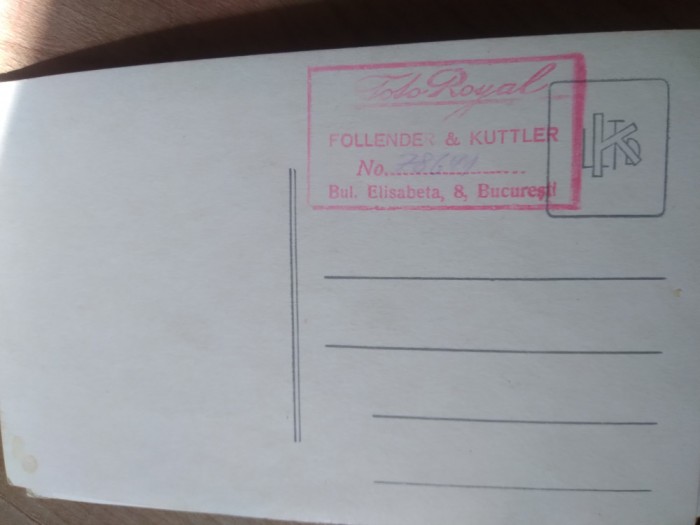 Foto Royal
FOLLENDER & KUTTLER
No.
Bul. Elisabeta, 8, București